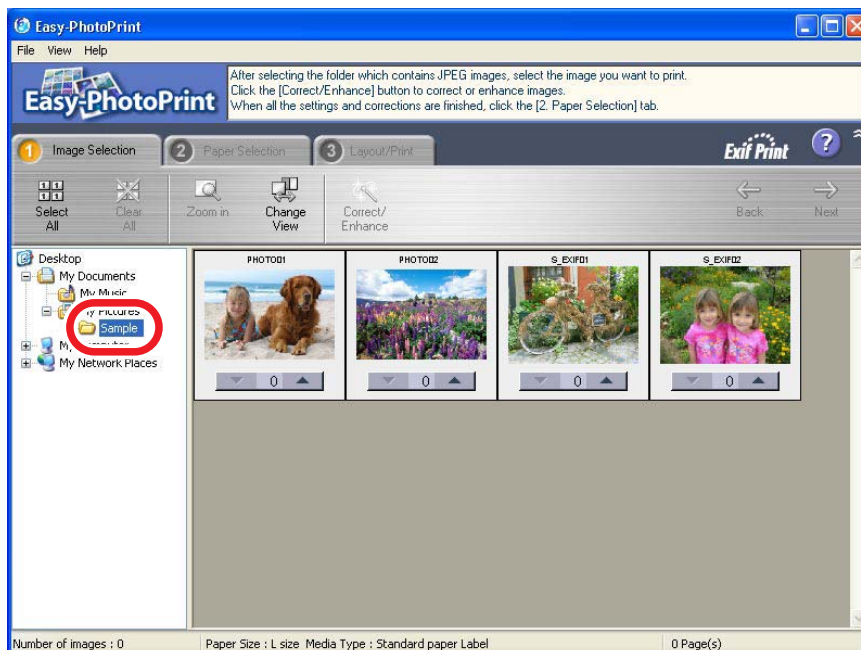 Easy-PhotoPrint
File View Help
Easy-PhotoPrint
After selecting the folder which contains JPEG images, select the image you want to print.
Click the [Correct/Enhance] button to correct or enhance images.
When all the settings and corrections are finished, click the [2. Paper Selection] tab.
1 Image Selection
2 Paper Selection
3 Layout/Print
Exif Print
?
Select All
Clear All
Zoom in
Change View
Correct/ Enhance
Back
Next
Desktop
My Documents
My Music
My Pictures
Sample
My Network Places
PHOTO01
PHOTO02
S_EXIF01
S_EXIF02
0
0
0
0
Number of images : 0
Paper Size : L size Media Type : Standard paper Label
0 Page(s)